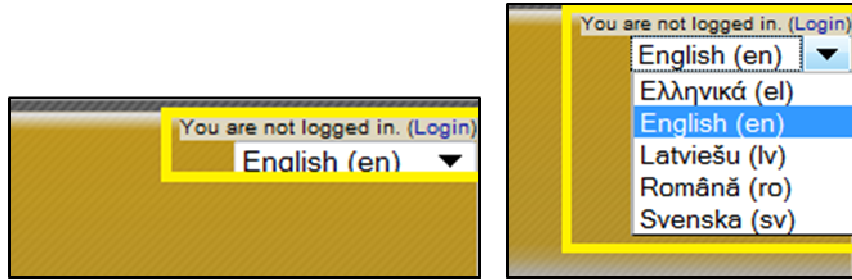 You are not logged in. (Login)
English (en)
You are not logged in. (Login)
English (en)
Ελληνικά (el)
English (en)
Latviešu (lv)
Română (ro)
Svenska (sv)